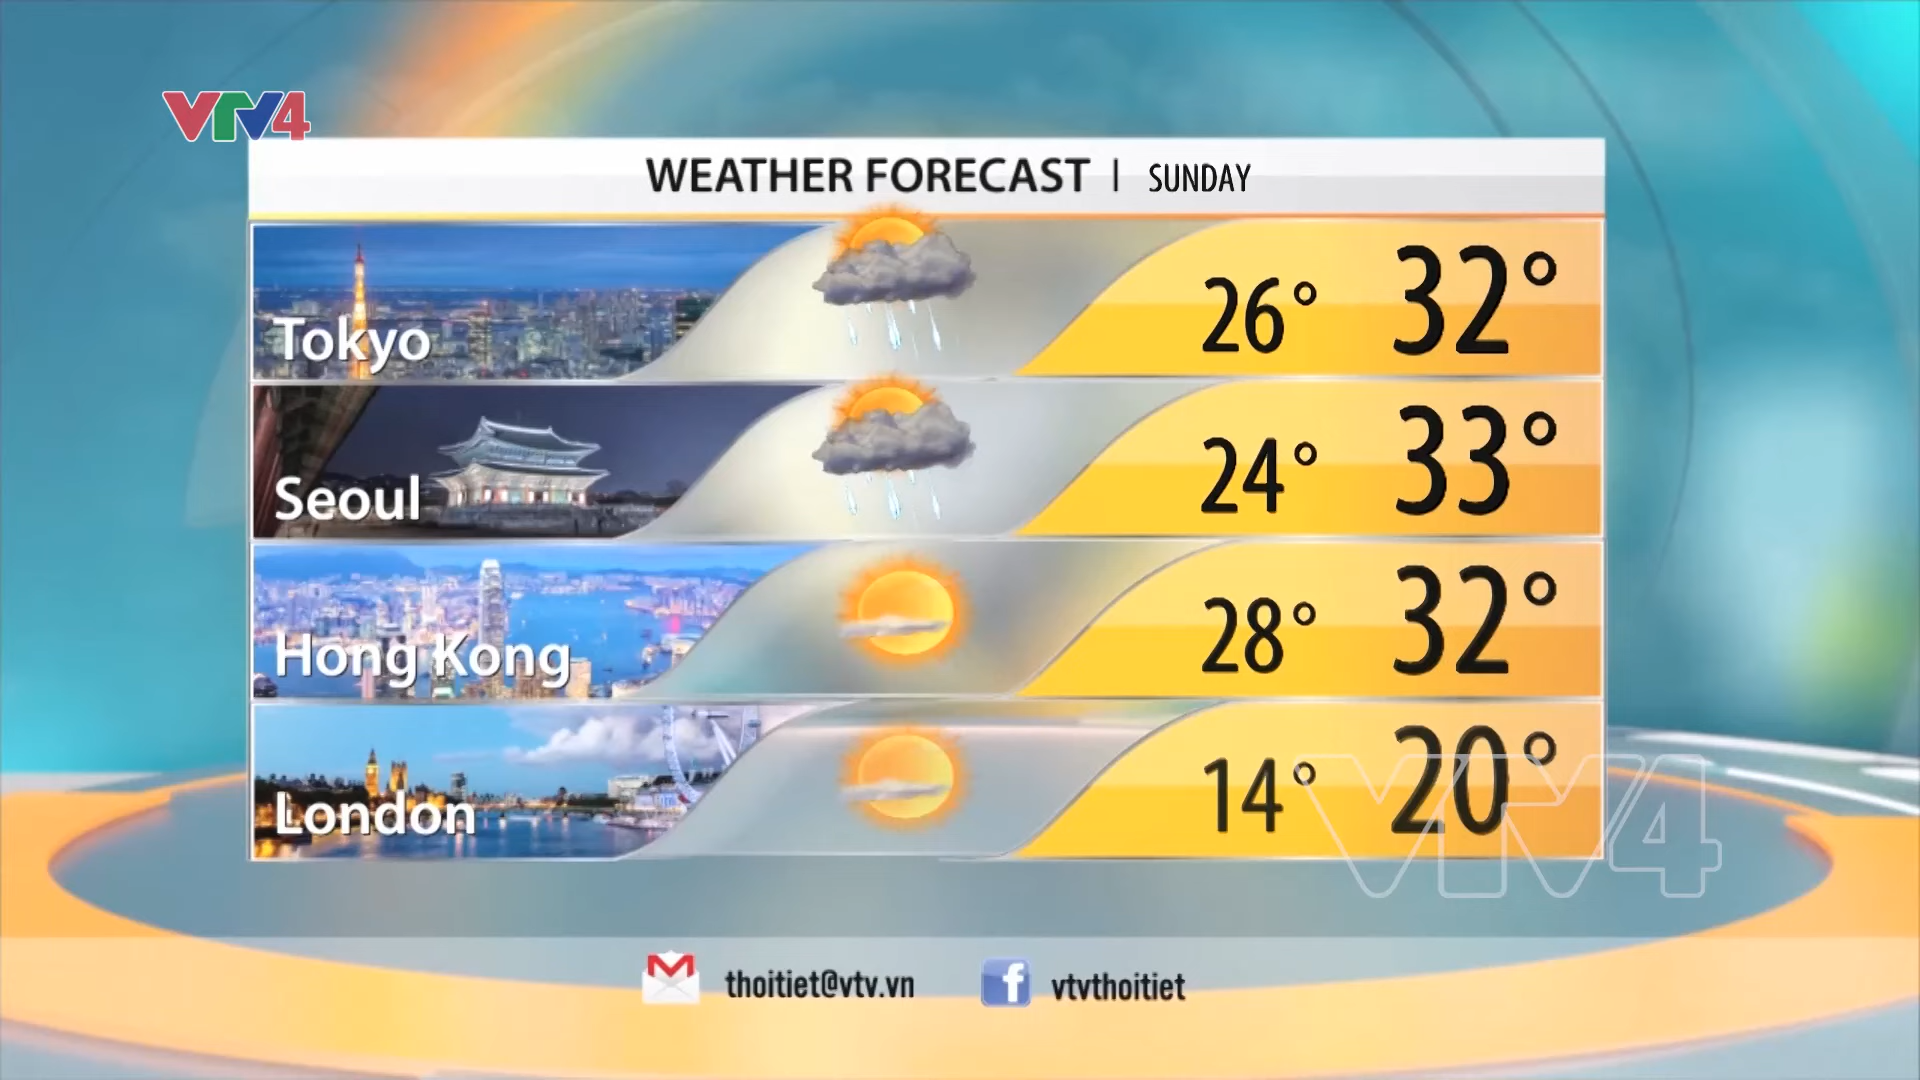 VTV4
WEATHER FORECAST | SUNDAY
Tokyo 26° 32°
Seoul 24° 33°
Hong Kong 28° 32°
London 14° 20°
VTV4
thoitiet@vtv.vn vtvthoitiet